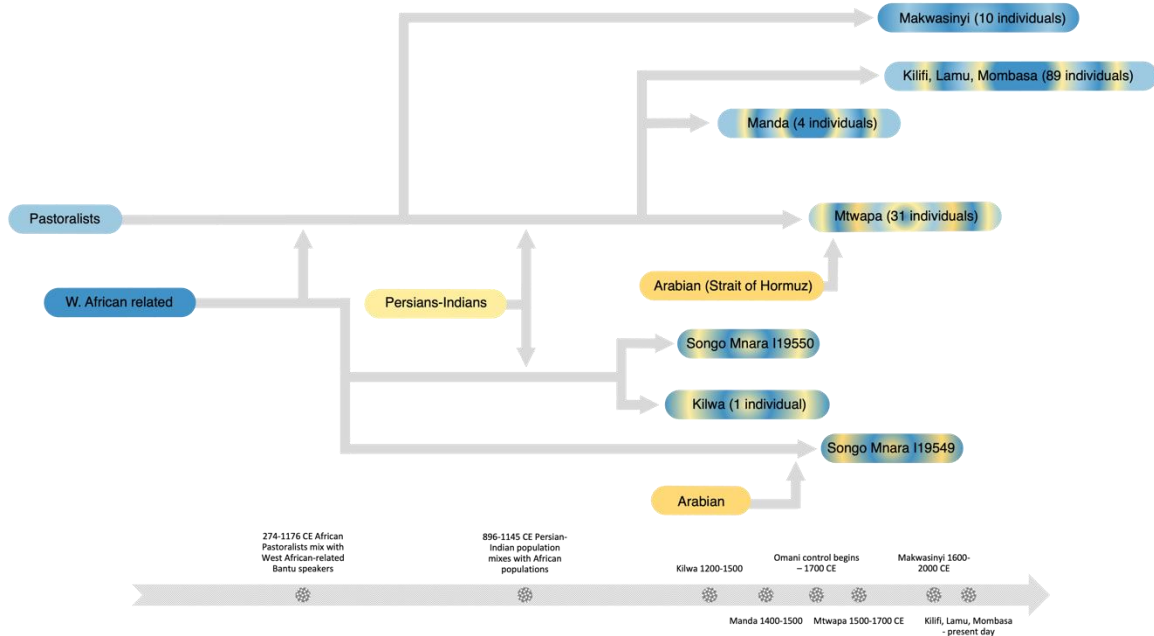 Makwasinyi (10 individuals)
Kilifi, Lamu, Mombasa (89 individuals)
Manda (4 individuals)
Pastoralists
Mtwapa (31 individuals)
Arabian (Strait of Hormuz)
W. African related
Persians-Indians
Songo Mnara I19550
Kilwa (1 individual)
Songo Mnara I19549
Arabian
274-1176 CE African
Pastoralists mix with
West African-related
Bantu speakers
896-1145 CE Persian-
Indian population
mixes with African
populations
Kilwa 1200-1500
Omani control begins
– 1700 CE
Makwasinyi 1600-
2000 CE
Manda 1400-1500
Mtwapa 1500-1700 CE
Kilifi, Lamu, Mombasa
- present day